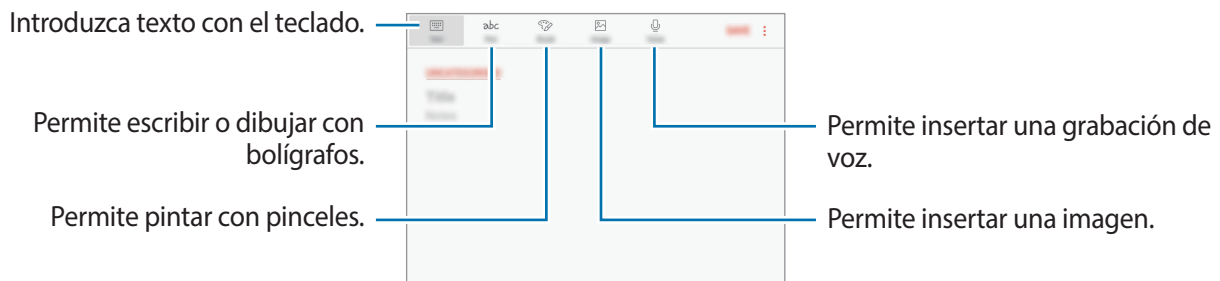 Introduzca texto con el teclado.
abc
Permite escribir o dibujar con
bolígrafos.
Permite pintar con pinceles.
Permite insertar una grabación de
voz.
Permite insertar una imagen.